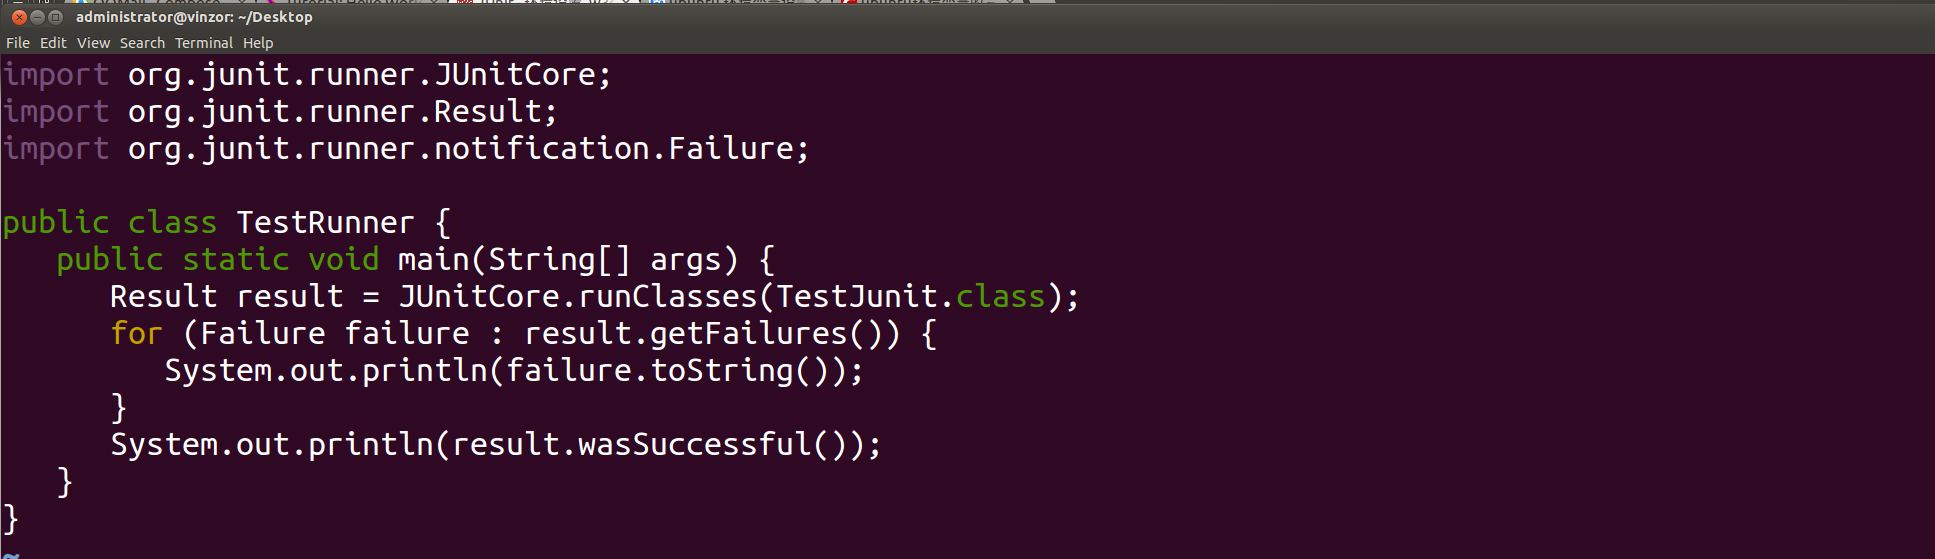 administrator@vinzor: ~/Desktop
File Edit View Search Terminal Help
import org.junit.runner.JUnitCore;
import org.junit.runner.Result;
import org.junit.runner.notification.Failure;
public class TestRunner {
   public static void main(String[] args) {
      Result result = JUnitCore.runClasses(TestJunit.class);
      for (Failure failure : result.getFailures()) {
         System.out.println(failure.toString());
      }
      System.out.println(result.wasSuccessful());
   }
}
~